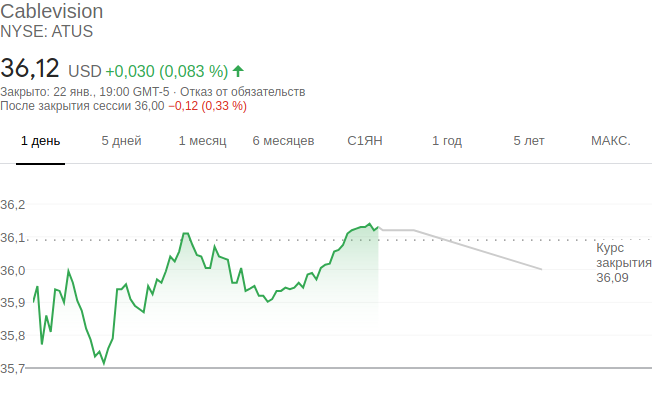 Cablevision
NYSE: ATUS
36,12 USD +0,030 (0,083 %)
Закрыто: 22 янв., 19:00 GMT-5 · Отказ от обязательств
После закрытия сессии 36,00 −0,12 (0,33 %)
1 день 5 дней 1 месяц 6 месяцев С1ЯН 1 год 5 лет МАКС.
36,2
36,1
Курс
закрытия
36,09
36,0
35,9
35,8
35,7